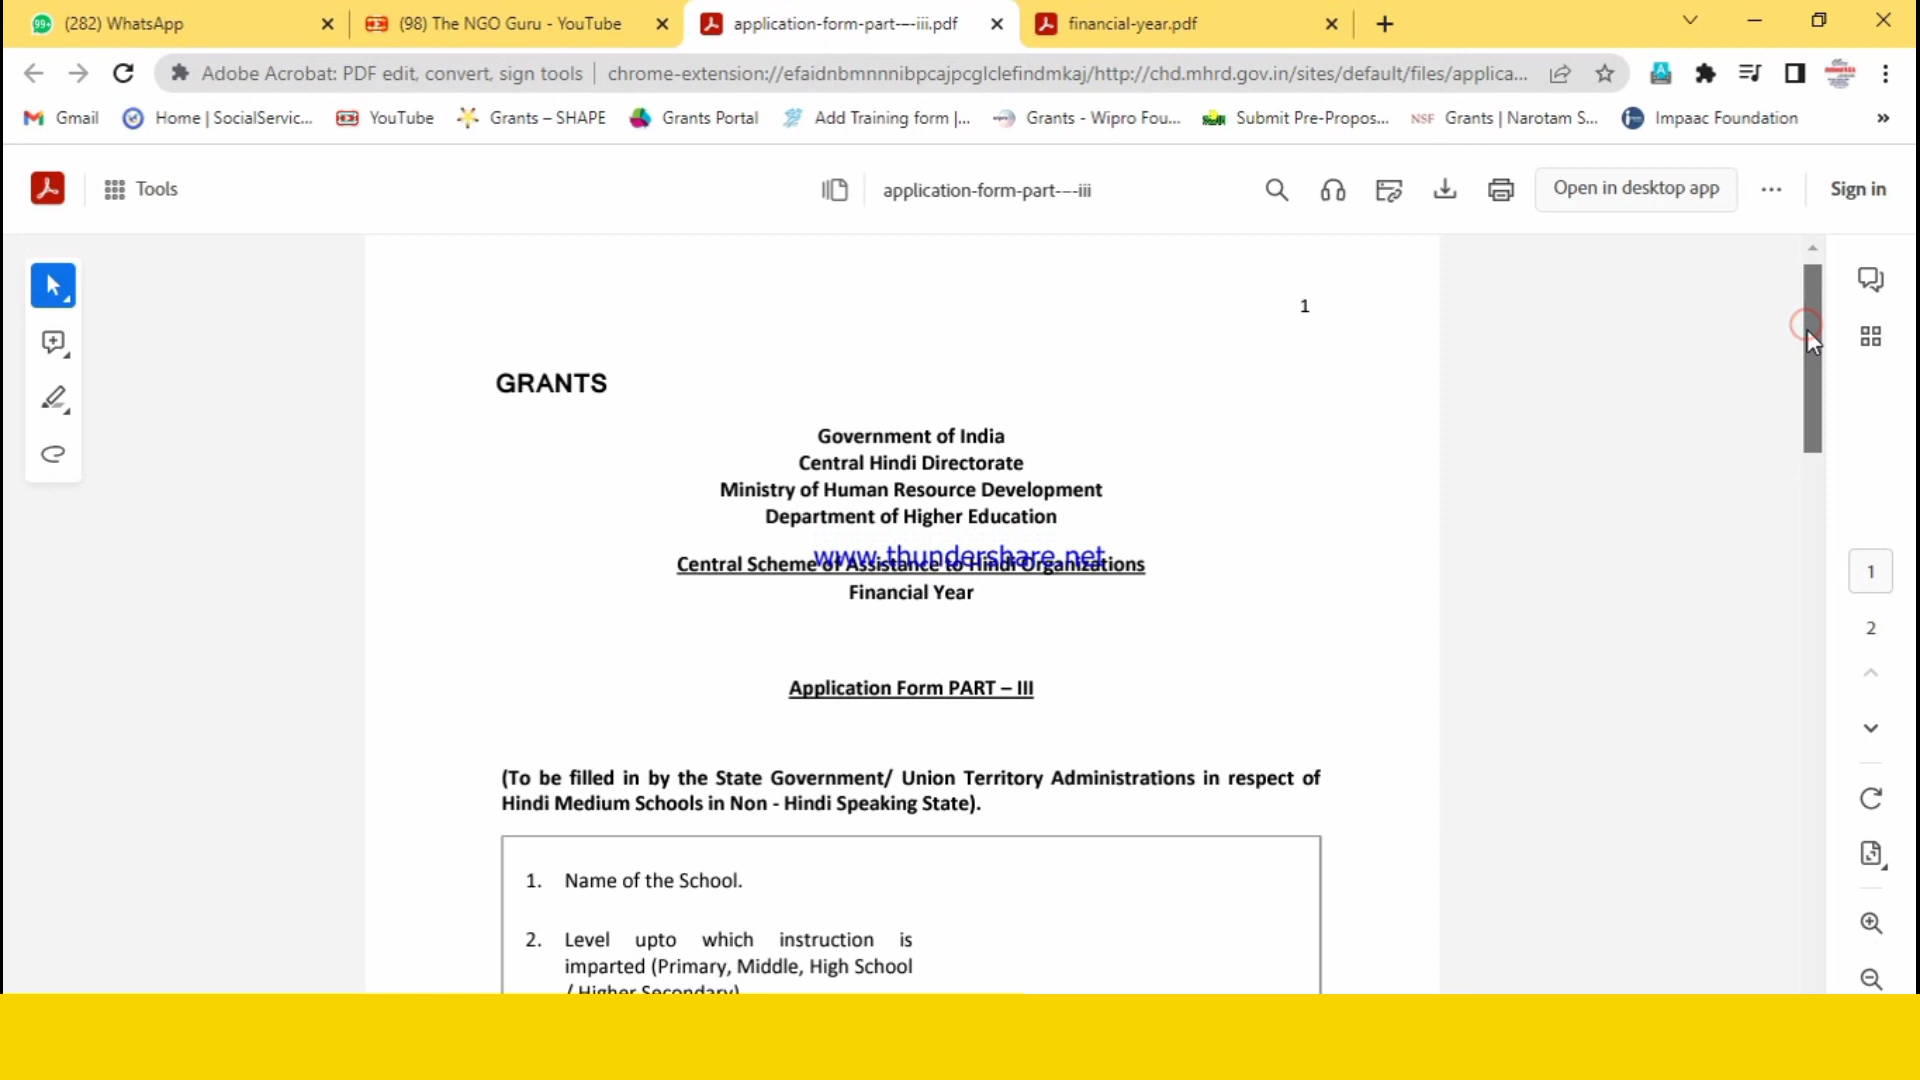 99+ (282) WhatsApp
(98) The NGO Guru - YouTube
application-form-part-–-iii.pdf
financial-year.pdf
Adobe Acrobat: PDF edit, convert, sign tools
chrome-extension://efaidnbmnnnibpcajpcglclefindmkaj/http://chd.mhrd.gov.in/sites/default/files/applica...
Gmail
Home | SocialServic...
YouTube
Grants – SHAPE
Grants Portal
Add Training form |...
Grants - Wipro Fou...
Submit Pre-Propos...
NSF Grants | Narotam S...
Impaac Foundation
»
Tools
application-form-part-–-iii
Open in desktop app
Sign in
1
GRANTS
Government of India
Central Hindi Directorate
Ministry of Human Resource Development
Department of Higher Education
www.thundershare.net
Central Scheme of Assistance to Hindi Organizations
Financial Year
Application Form PART – III
(To be filled in by the State Government/ Union Territory Administrations in respect of
Hindi Medium Schools in Non - Hindi Speaking State).
1. Name of the School.
2. Level upto which instruction is
imparted (Primary, Middle, High School
/ Higher Secondary)
1
2